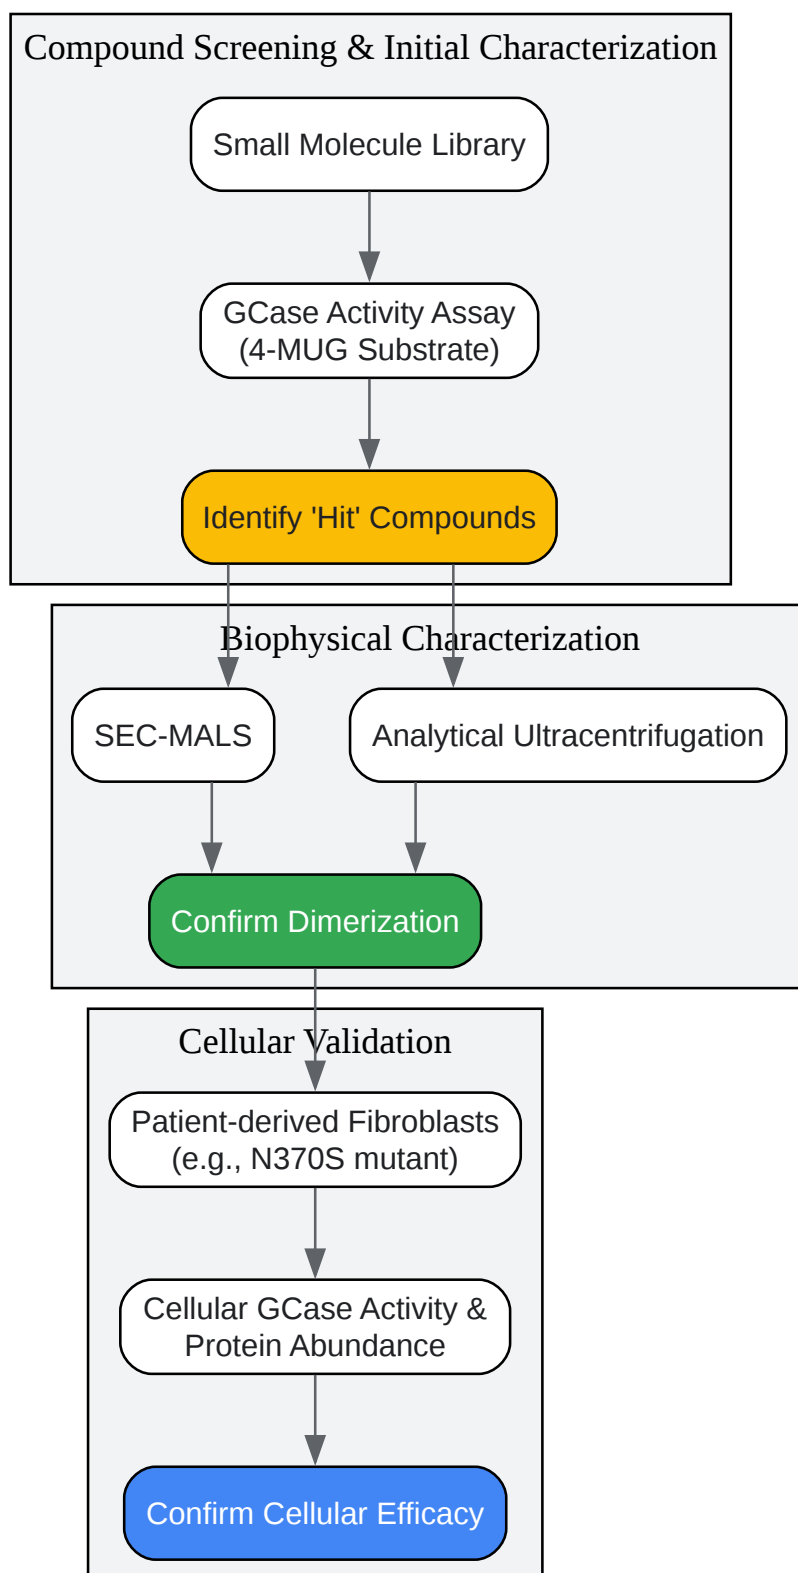 Compound Screening & Initial Characterization
Small Molecule Library
GCase Activity Assay
(4-MUG Substrate)
Identify 'Hit' Compounds
Biophysical Characterization
SEC-MALS
Analytical Ultracentrifugation
Confirm Dimerization
Cellular Validation
Patient-derived Fibroblasts
(e.g., N370S mutant)
Cellular GCase Activity &
Protein Abundance
Confirm Cellular Efficacy